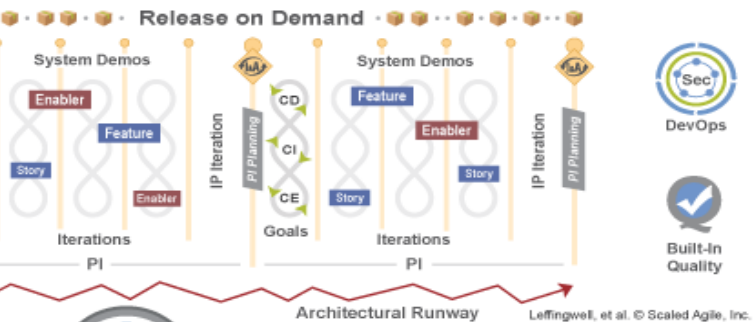 Release on Demand
System Demos
Enabler
Feature
Story
Enabler
Iterations
PI
IP Iteration
I&A
PI Planning
CD
CI
CE
Goals
System Demos
Feature
Enabler
Story
Story
Iterations
PI
IP Iteration
I&A
PI Planning
Sec
DevOps
Built-In
Quality
Architectural Runway
Leffingwell, et al. © Scaled Agile, Inc.